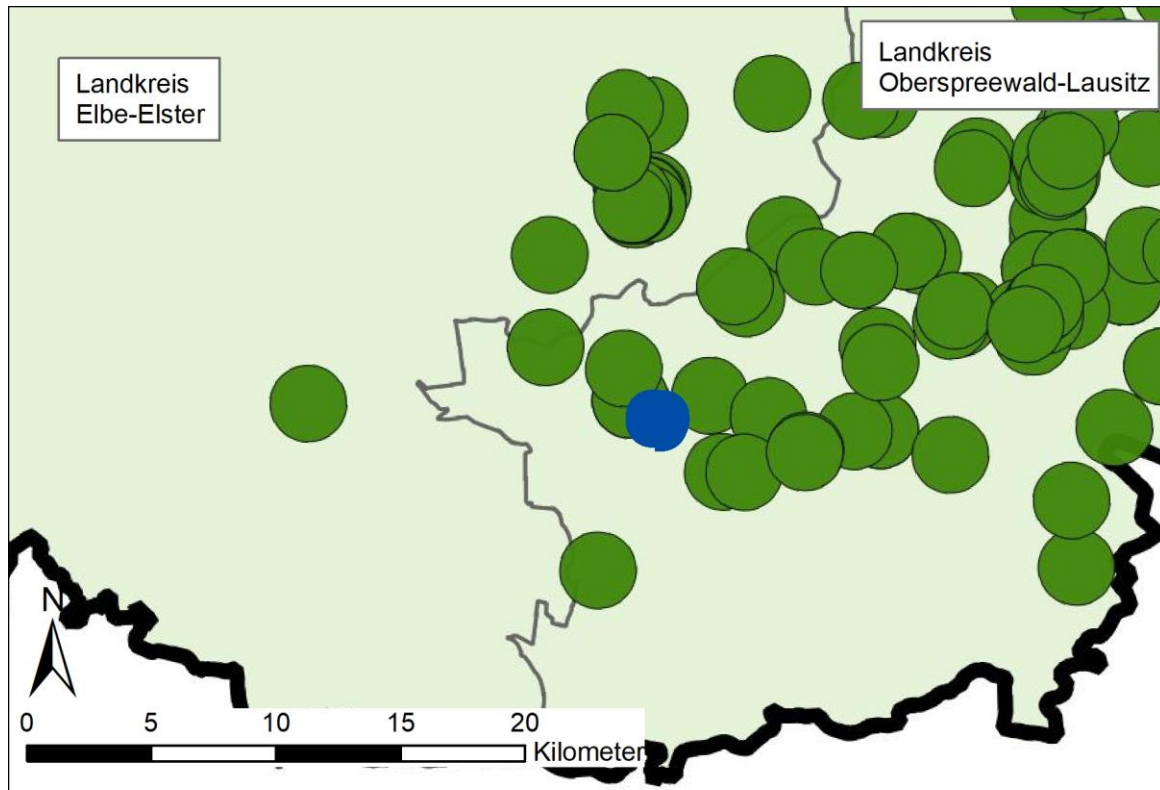 Landkreis
Elbe-Elster
Landkreis
Oberspreewald-Lausitz
N
0 5 10 15 20
Kilometer